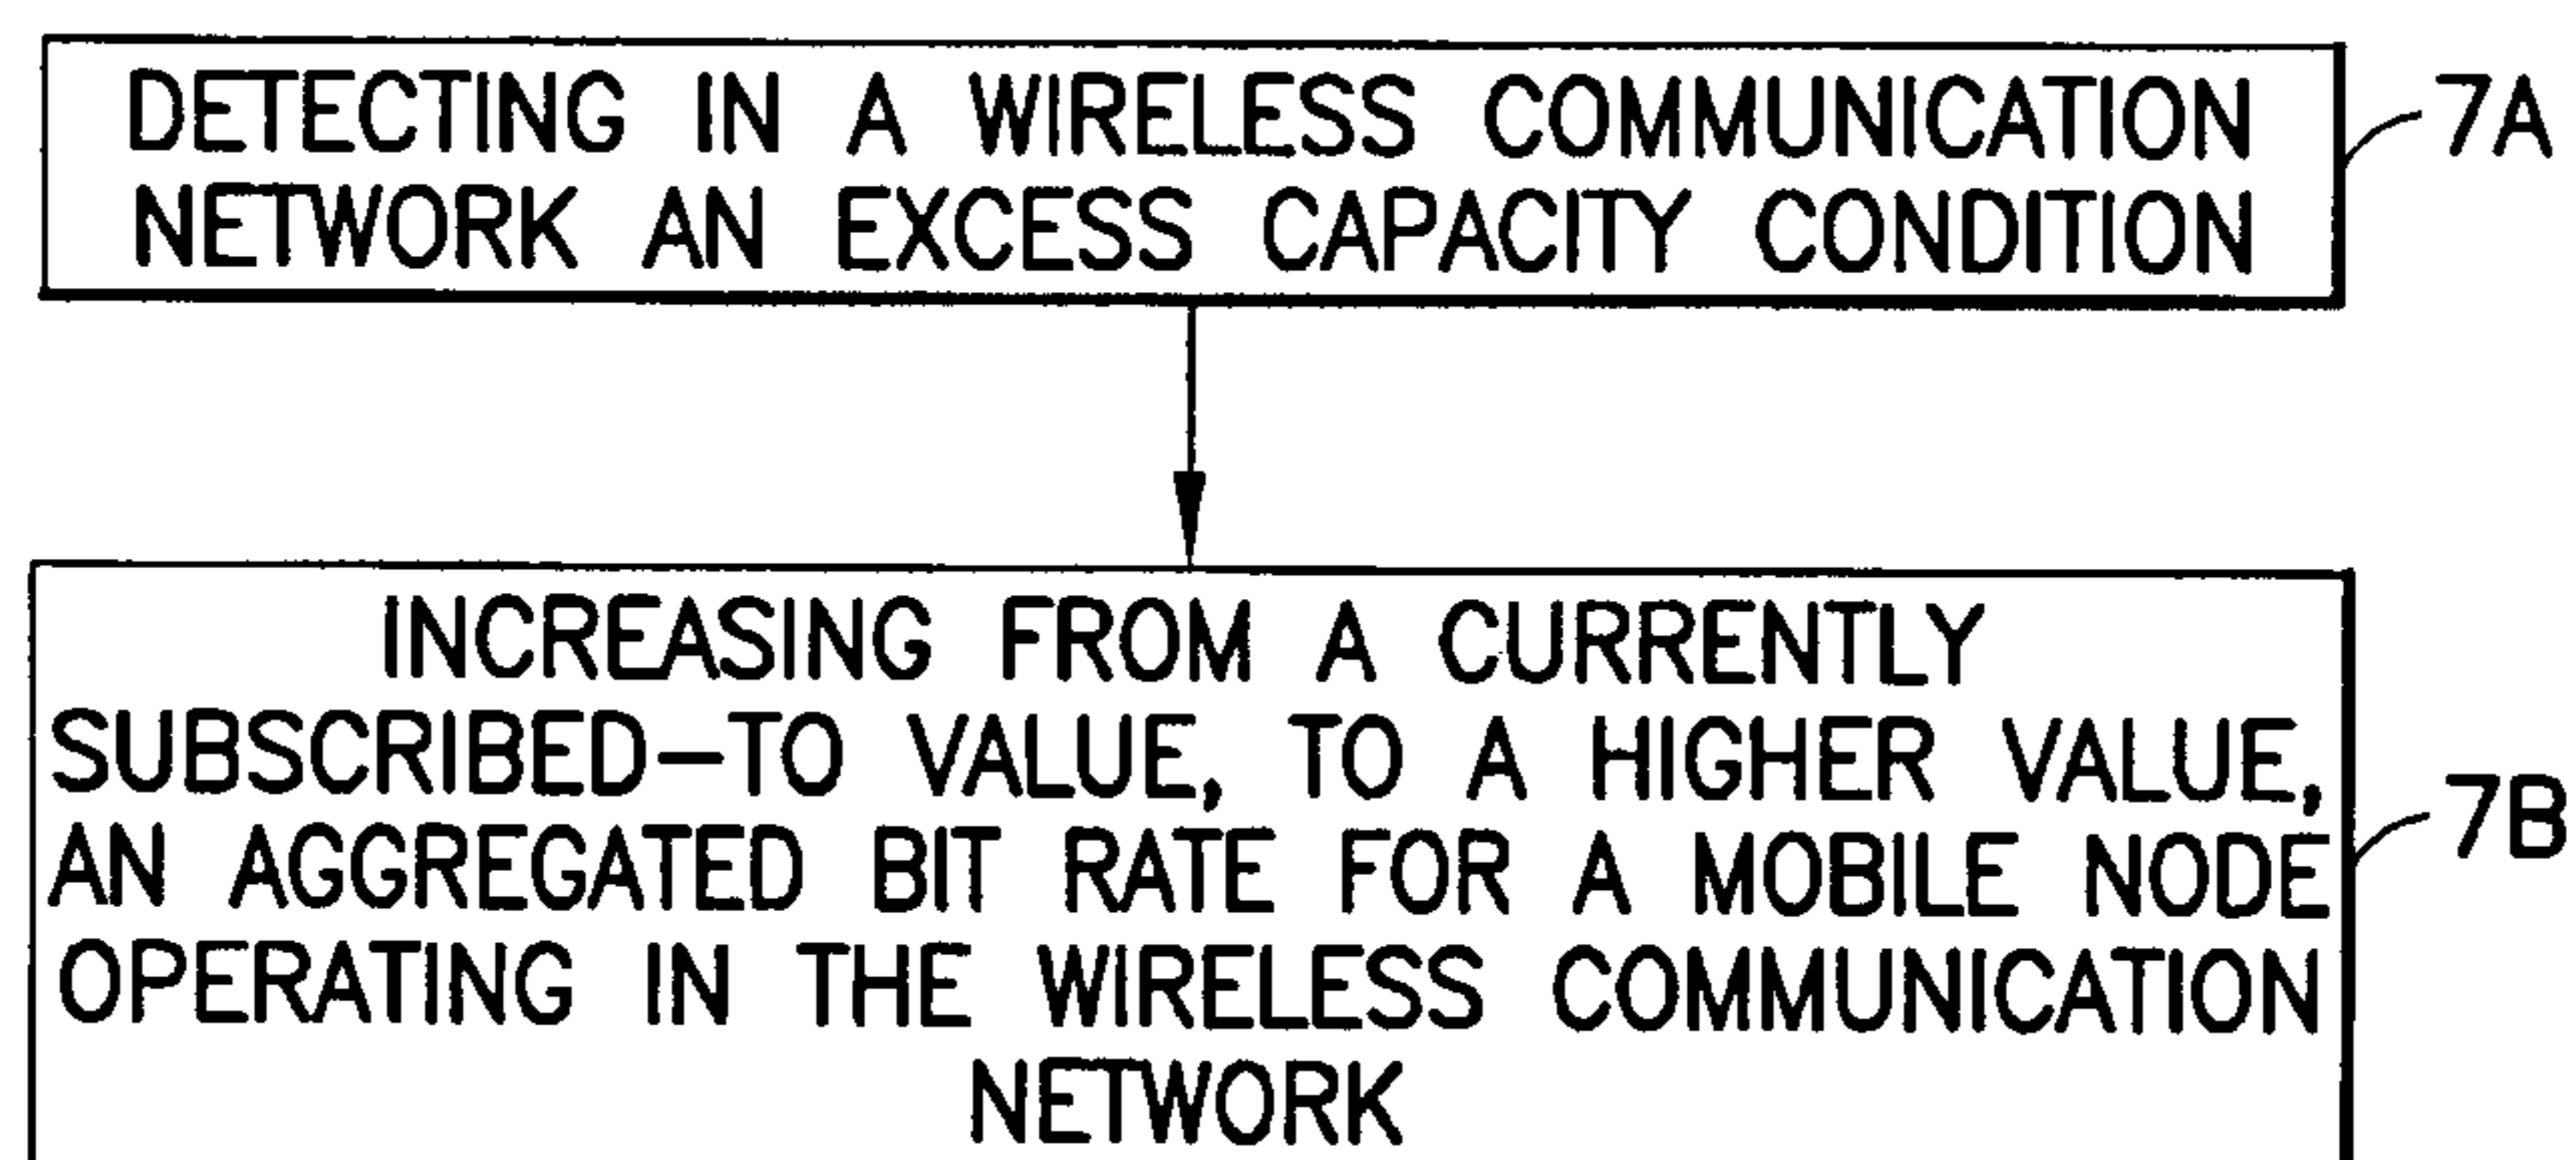 DETECTING IN A WIRELESS COMMUNICATION
NETWORK AN EXCESS CAPACITY CONDITION
7A
INCREASING FROM A CURRENTLY
SUBSCRIBED-TO VALUE, TO A HIGHER VALUE,
AN AGGREGATED BIT RATE FOR A MOBILE NODE
OPERATING IN THE WIRELESS COMMUNICATION
NETWORK
7B